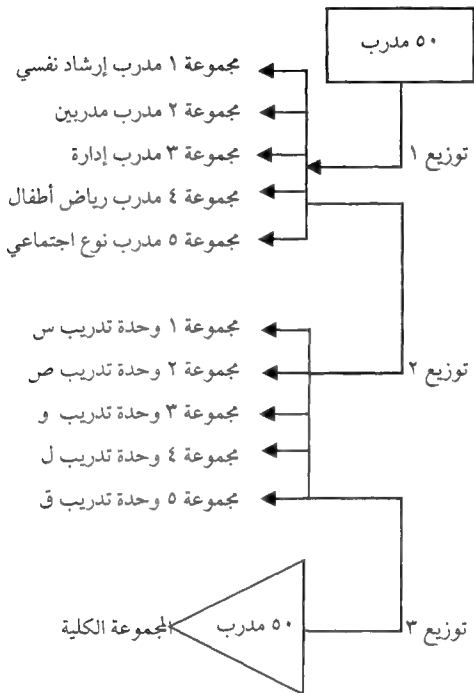 ٥٠ مدرب
توزيع ١
مجموعة ١ مدرب إرشاد نفسي
مجموعة ٢ مدرب مدربين
مجموعة ٣ مدرب إدارة
مجموعة ٤ مدرب رياض أطفال
مجموعة ٥ مدرب نوع اجتماعي
توزيع ٢
مجموعة ١ وحدة تدريب س
مجموعة ٢ وحدة تدريب ص
مجموعة ٣ وحدة تدريب و
مجموعة ٤ وحدة تدريب ل
مجموعة ٥ وحدة تدريب ق
توزيع ٣
٥٠ مدرب
المجموعة الكلية